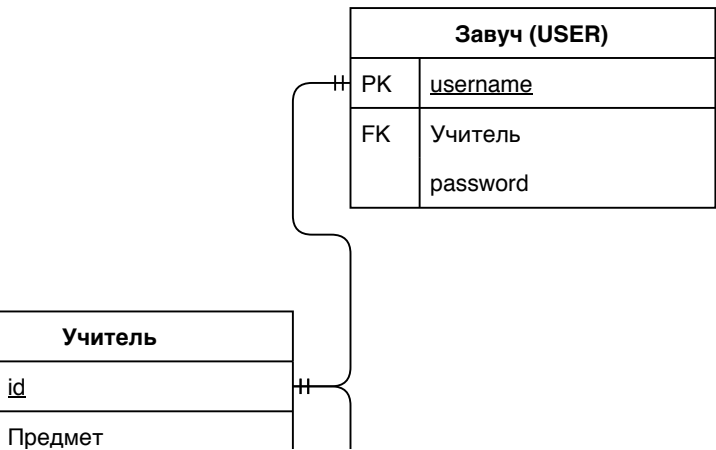 Завуч (USER)
PK username
FK Учитель
password
Учитель
id
Предмет